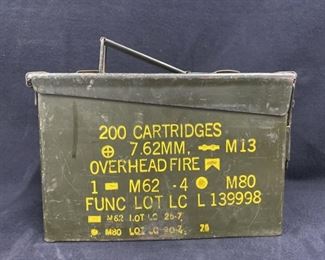 200 CARTRIDGES
7.62MM. M13
OVERHEAD FIRE
1 M62 - 4 M80
FUNC LOT LC L 139998
M62 LOT LC
M80 LOT LC